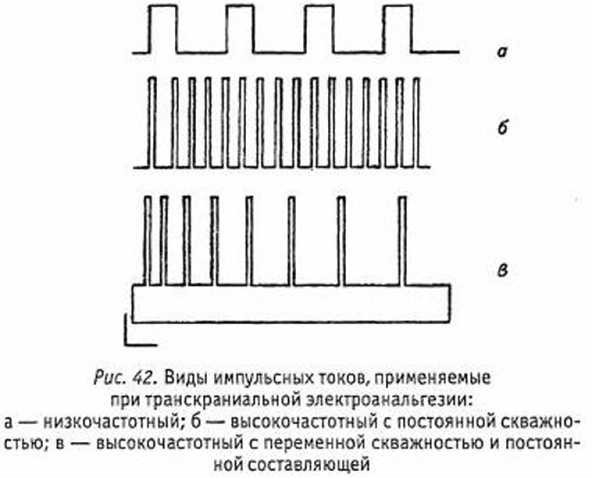 а
б
в
Рис. 42. Виды импульсных токов, применяемые
при транскраниальной электроанальгезии:
а — низкочастотный; б — высокочастотный с постоянной скважно-
стью; в — высокочастотный с переменной скважностью и постоян-
ной составляющей